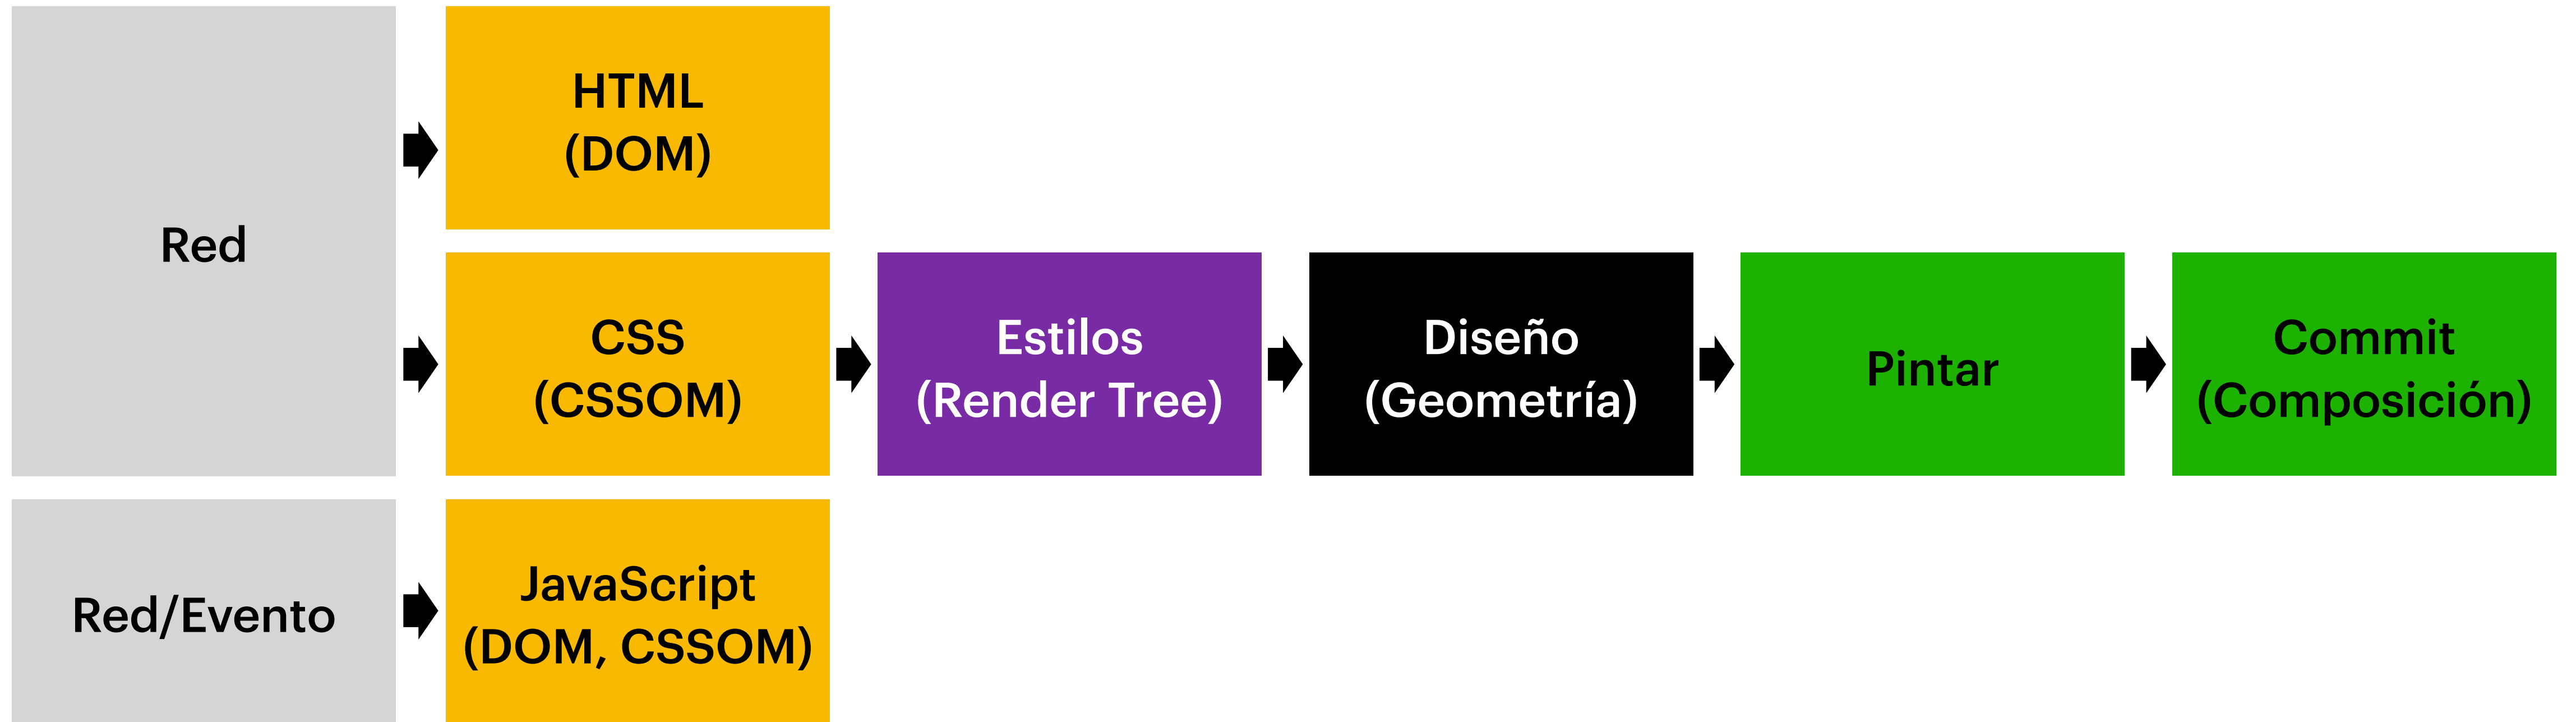 Red
HTML
(DOM)
CSS
(CSSOM)
Estilos
(Render Tree)
Diseño
(Geometría)
Pintar
Commit
(Composición)
Red/Evento
JavaScript
(DOM, CSSOM)